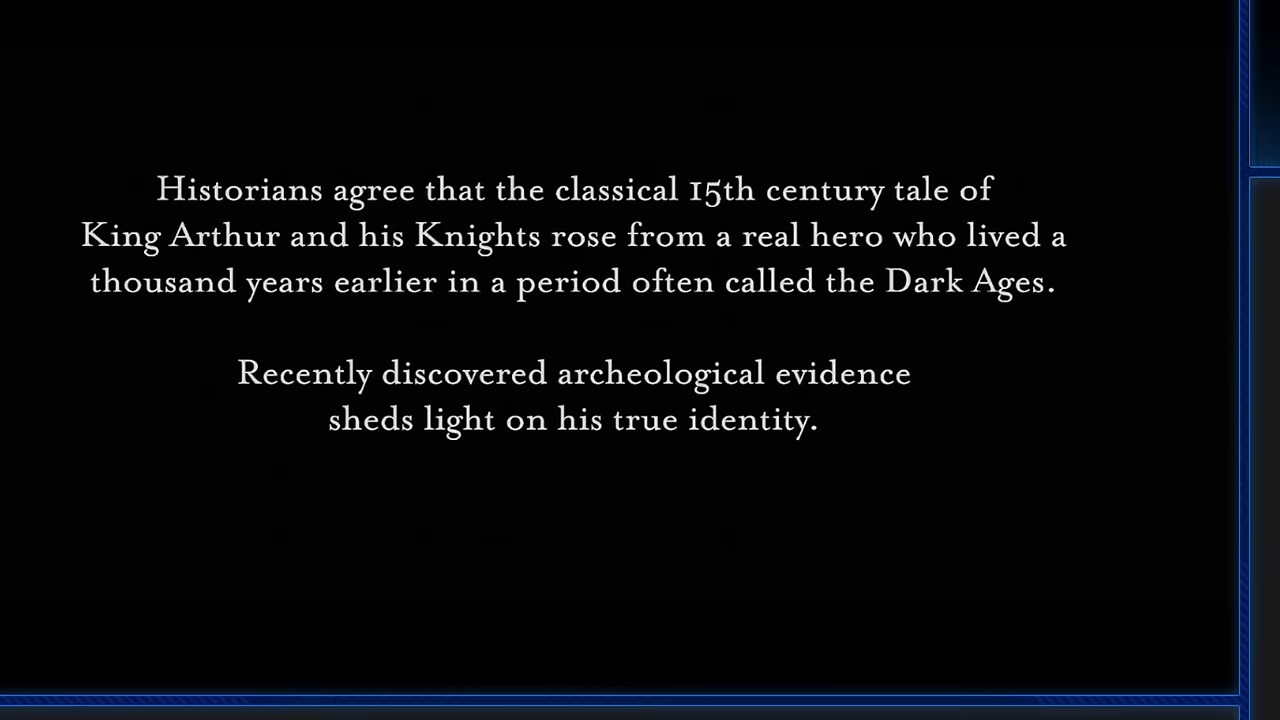 Historians agree that the classical 15th century tale of
King Arthur and his Knights rose from a real hero who lived a
thousand years earlier in a period often called the Dark Ages.
Recently discovered archeological evidence
sheds light on his true identity.